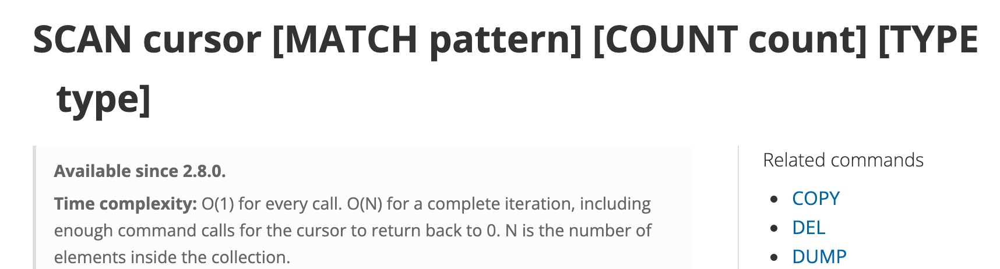 SCAN cursor [MATCH pattern] [COUNT count] [TYPE
type]
Available since 2.8.0.
Time complexity: O(1) for every call. O(N) for a complete iteration, including
enough command calls for the cursor to return back to 0. N is the number of
elements inside the collection.
Related commands
COPY
DEL
DUMP